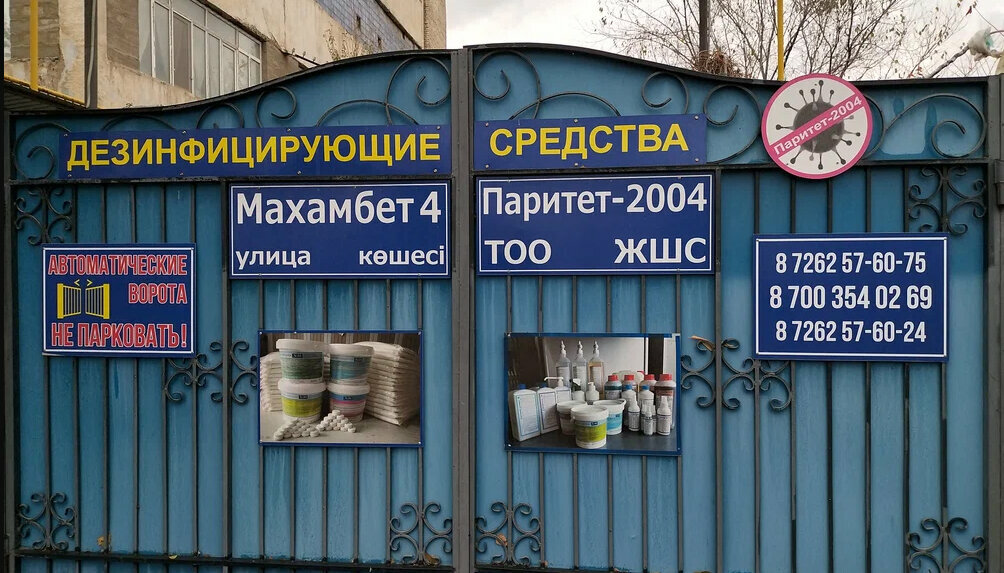 ДЕЗИНФИЦИРУЮЩИЕ СРЕДСТВА
Паритет-2004
Махамбет 4
улица көшесі
Паритет-2004
ТОО ЖШС
АВТОМАТИЧЕСКИЕ
ВОРОТА
НЕ ПАРКОВАТЬ!
8 7262 57-60-75
8 700 354 02 69
8 7262 57-60-24